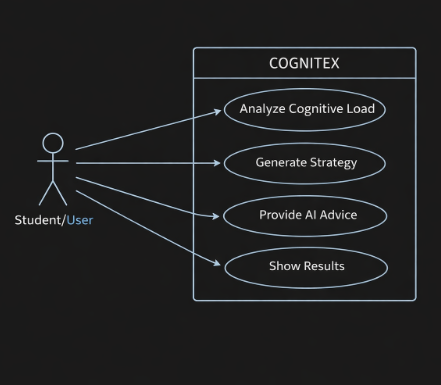 COGNITEX
Analyze Cognitive Load
Generate Strategy
Provide AI Advice
Student/User
Show Results